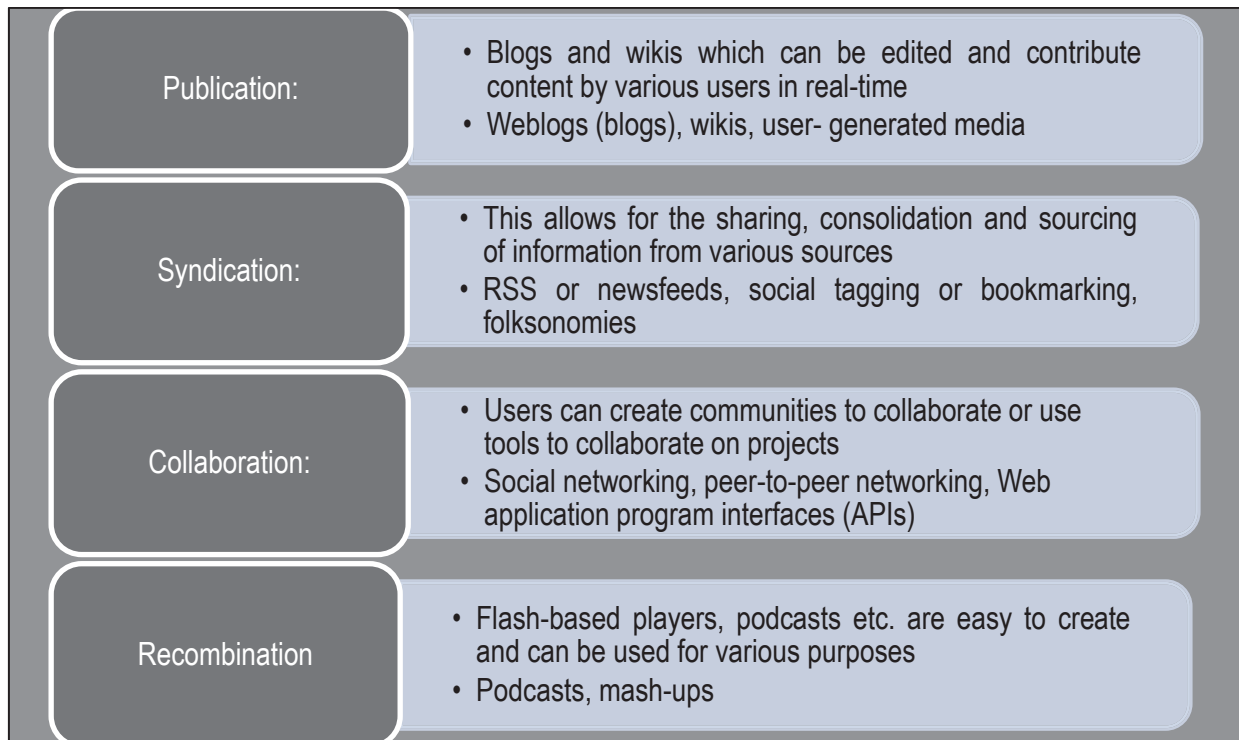 Publication:
• Blogs and wikis which can be edited and contribute
content by various users in real-time
• Weblogs (blogs), wikis, user- generated media
Syndication:
• This allows for the sharing, consolidation and sourcing
of information from various sources
• RSS or newsfeeds, social tagging or bookmarking,
folksonomies
Collaboration:
• Users can create communities to collaborate or use
tools to collaborate on projects
• Social networking, peer-to-peer networking, Web
application program interfaces (APIs)
Recombination
• Flash-based players, podcasts etc. are easy to create
and can be used for various purposes
• Podcasts, mash-ups